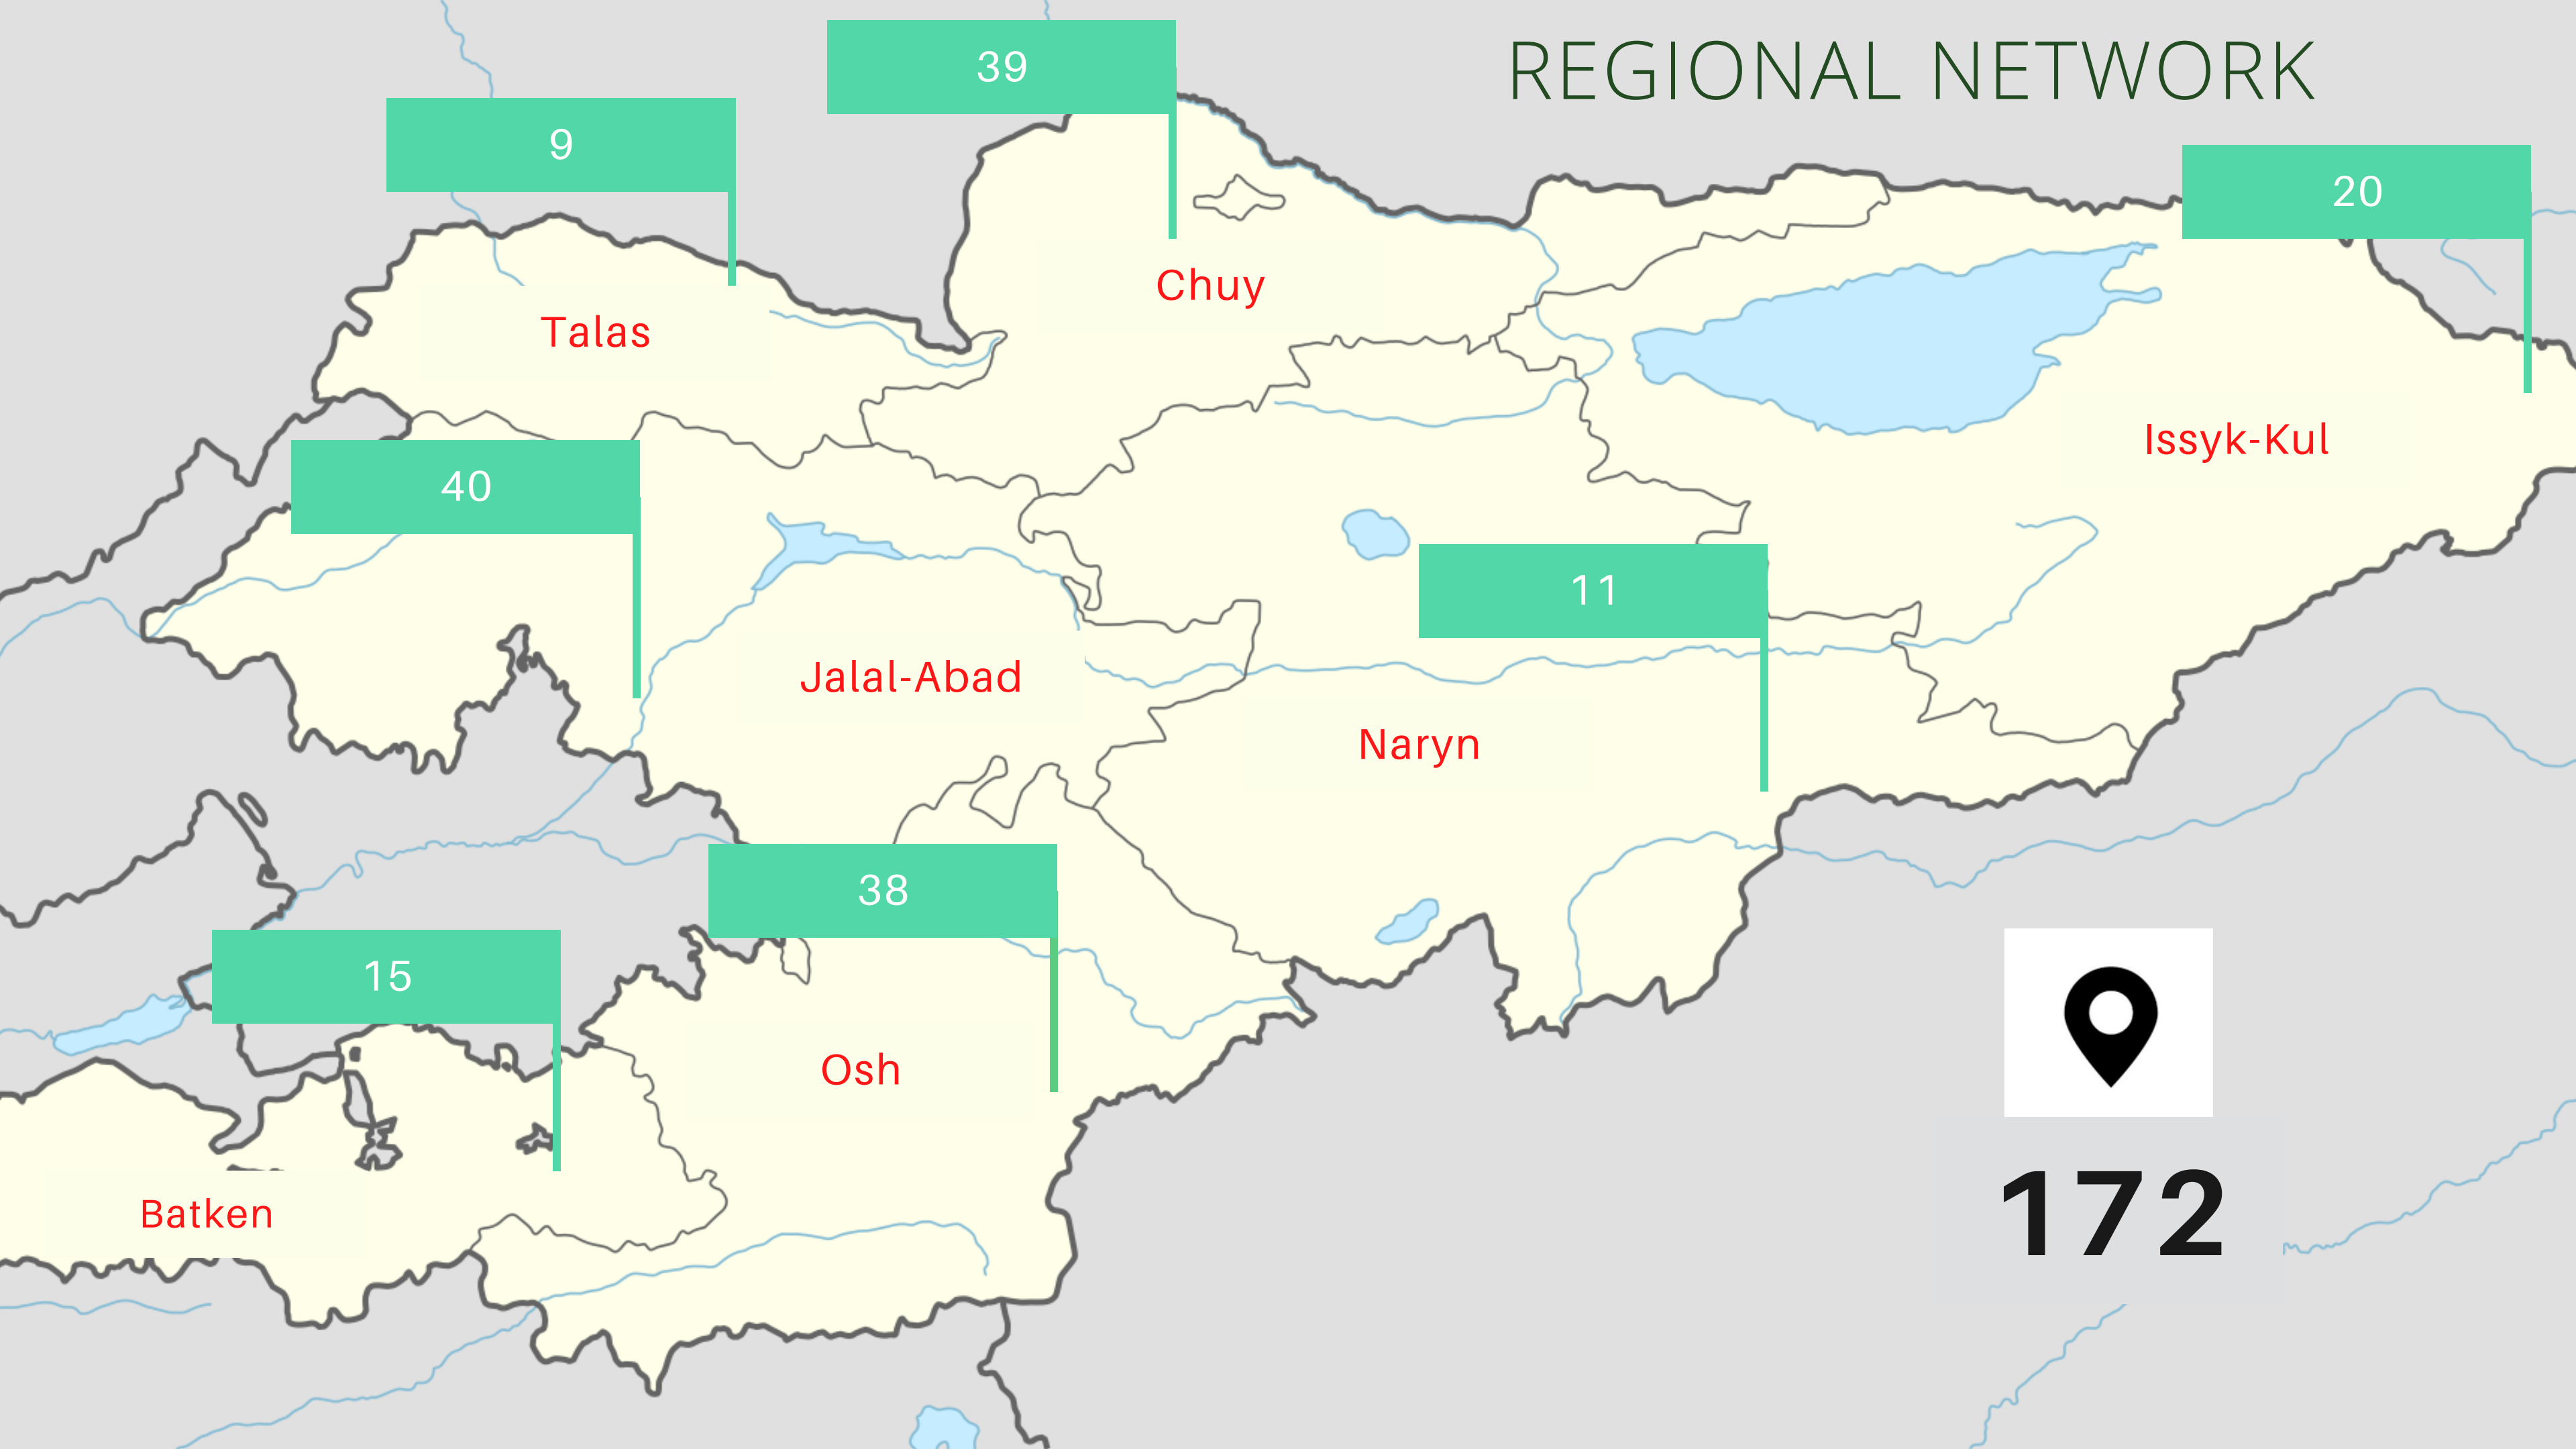 REGIONAL NETWORK
39
9
20
Chuy
Talas
Issyk-Kul
40
11
Jalal-Abad
Naryn
38
15
Osh
Batken
172